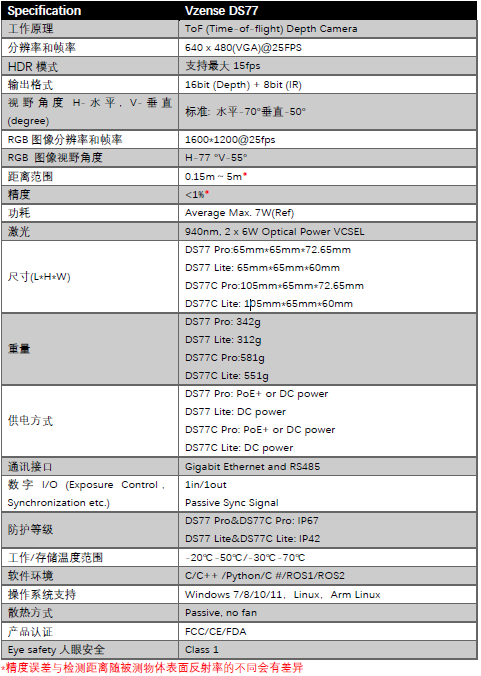 Specification Vzense DS77
工作原理 ToF (Time-of-flight) Depth Camera
分辨率和帧率 640 x 480(VGA)@25FPS
HDR 模式 支持最大 15fps
输出格式 16bit (Depth) + 8bit (IR)
视野角度 H-水平, V-垂直
(degree) 标准: 水平-70°垂直-50°
RGB 图像分辨率和帧率 1600*1200@25fps
RGB 图像视野角度 H-77 °V-55°
距离范围 0.15m ~ 5m*
精度 <1%*
功耗 Average Max. 7W(Ref)
激光 940nm, 2 x 6W Optical Power VCSEL
尺寸(L*H*W) DS77 Pro:65mm*65mm*72.65mm
DS77 Lite: 65mm*65mm*60mm
DS77C Pro:105mm*65mm*72.65mm
DS77C Lite: 105mm*65mm*60mm
重量 DS77 Pro: 342g
DS77 Lite: 312g
DS77C Pro:581g
DS77C Lite: 551g
供电方式 DS77 Pro: PoE+ or DC power
DS77 Lite: DC power
DS77C Pro: PoE+ or DC power
DS77C Lite: DC power
通讯接口 Gigabit Ethernet and RS485
数字 I/O (Exposure Control, 1in/1out
Synchronization etc.) Passive Sync Signal
防护等级 DS77 Pro&DS77C Pro: IP67
DS77 Lite&DS77C Lite: IP42
工作/存储温度范围 -20℃ -50℃/-30℃ -70℃
软件环境 C/C++ /Python/C #/ROS1/ROS2
操作系统支持 Windows 7/8/10/11、Linux、Arm Linux
散热方式 Passive, no fan
产品认证 FCC/CE/FDA
Eye safety 人眼安全 Class 1
*精度误差与检测距离随被测物体表面反射率的不同会有差异